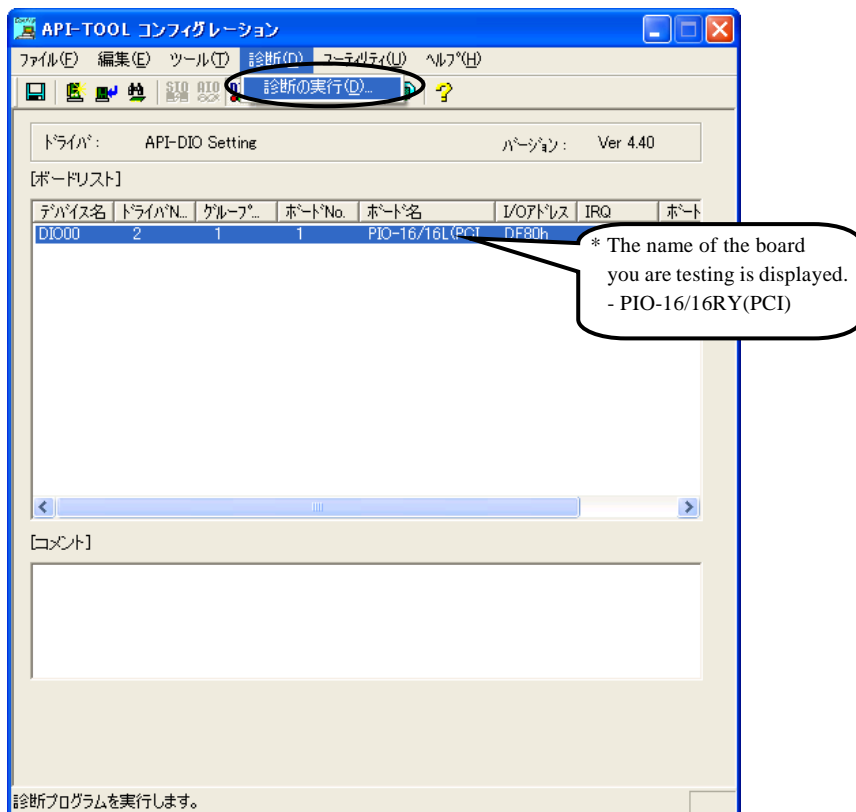 API-TOOL コンフィグレーション
ファイル(F) 編集(E) ツール(T) 診断(D) ユーティリティ(U) ヘルプ(H)
診断の実行(D)...
SIO AIO
ドライバ: API-DIO Setting バージョン: Ver 4.40
[ボードリスト]
デバイス名 ドライバN... グループ... ボードNo. ボード名 I/Oアドレス IRQ ボート
DIO00 2 1 1 PIO-16/16L(PCI DF80h
* The name of the board
you are testing is displayed.
- PIO-16/16RY(PCI)
[コメント]
診断プログラムを実行します。